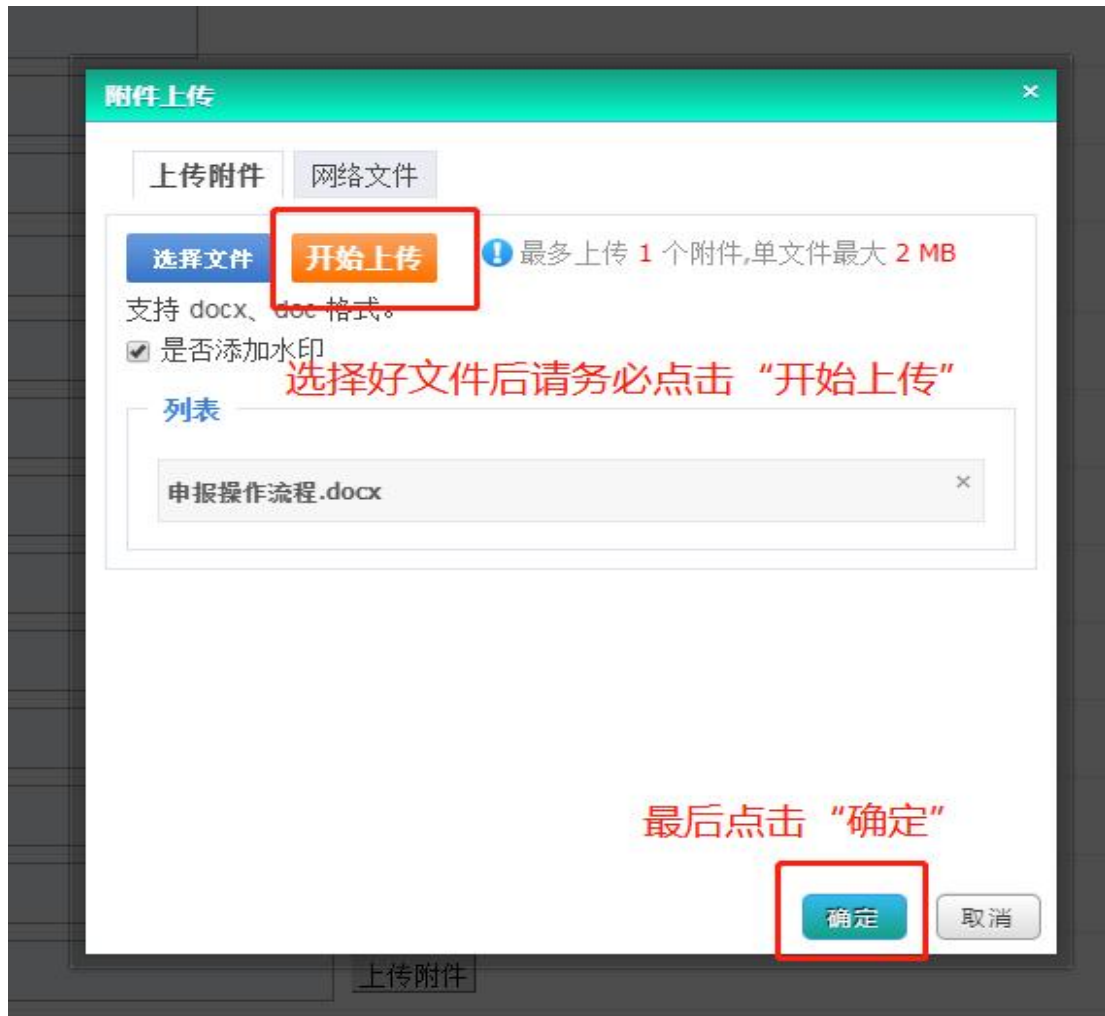 附件上传
上传附件 网络文件
选择文件 开始上传 最多上传 1 个附件,单文件最大 2 MB
支持 docx、doc 格式。
是否添加水印
选择好文件后请务必点击“开始上传”
列表
申报操作流程.docx
最后点击“确定”
确定 取消
上传附件